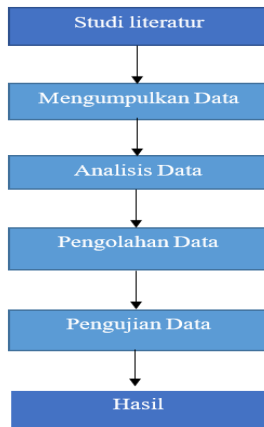 Studi literatur
Mengumpulkan Data
Analisis Data
Pengolahan Data
Pengujian Data
Hasil